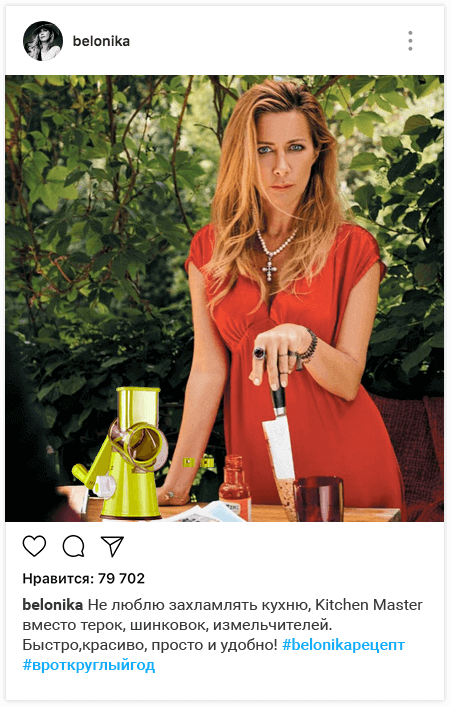 belonika
Нравится: 79 702
belonika Не люблю захламлять кухню, Kitchen Master
вместо терок, шинковок, измельчителей.
Быстро,красиво, просто и удобно! #belonikaрецепт
#вроткруглыйгод